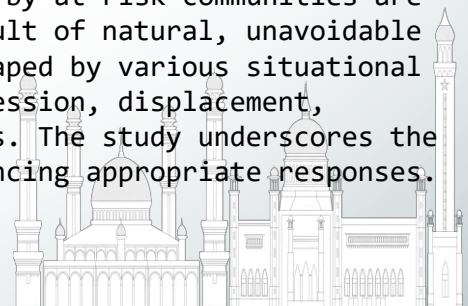 by at risk communities are
ult of natural, unavoidable
aped by various situational
ession, displacement,
s. The study underscores the
ncing appropriate responses.